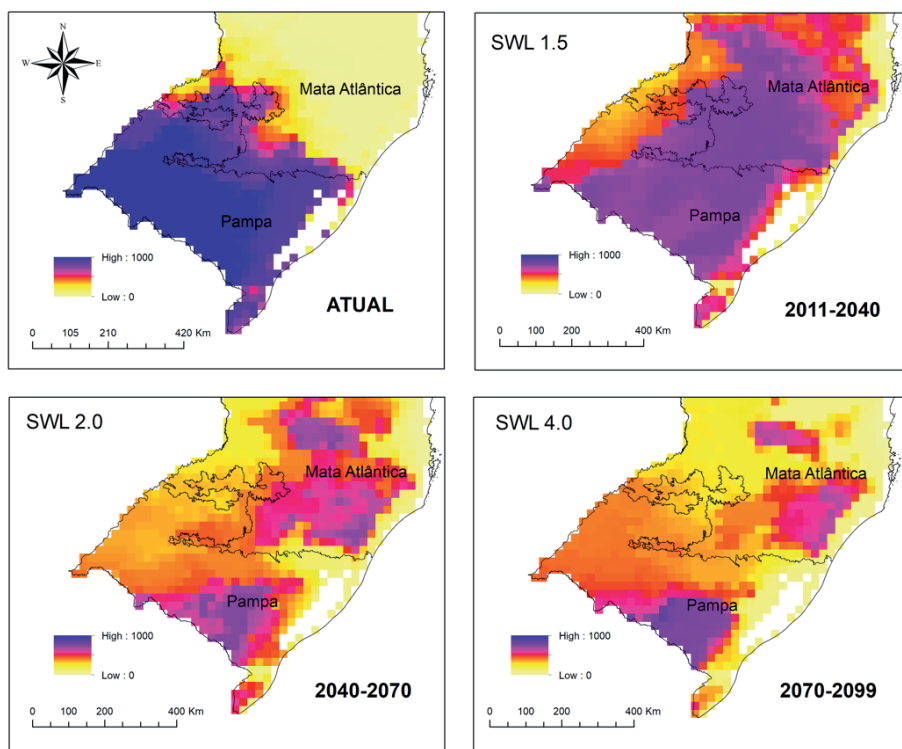 N
W E
S
Mata Atlântica
Pampa
High : 1000
Low : 0
ATUAL
0 105 210 420 Km
SWL 1.5
Mata Atlântica
Pampa
High : 1000
Low : 0
2011-2040
0 100 200 400 Km
SWL 2.0
Mata Atlântica
Pampa
High : 1000
Low : 0
2040-2070
0 100 200 400 Km
SWL 4.0
Mata Atlântica
Pampa
High : 1000
Low : 0
2070-2099
0 100 200 400 Km